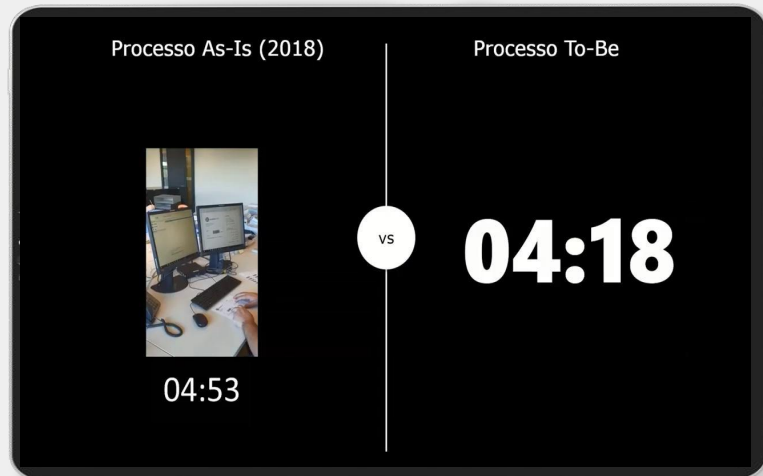 Processo As-Is (2018)
Processo To-Be
vs
04:18
04:53